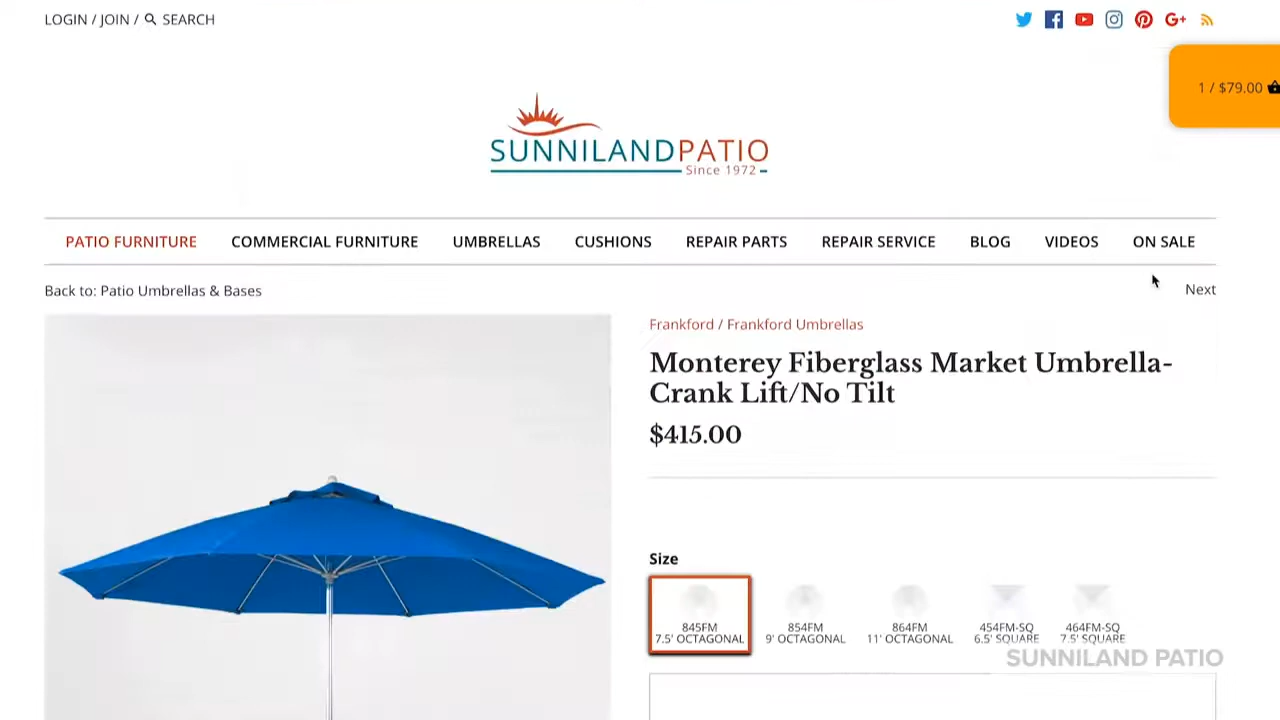 LOGIN / JOIN / SEARCH
1 / $79.00
SUNNILANDPATIO
Since 1972
PATIO FURNITURE COMMERCIAL FURNITURE UMBRELLAS CUSHIONS REPAIR PARTS REPAIR SERVICE BLOG VIDEOS ON SALE
Back to: Patio Umbrellas & Bases
Next
Frankford / Frankford Umbrellas
Monterey Fiberglass Market Umbrella-
Crank Lift/No Tilt
$415.00
Size
845FM 854FM 864FM 454FM-SQ 464FM-SQ
7.5' OCTAGONAL 9' OCTAGONAL 11' OCTAGONAL 6.5' SQUARE 7.5' SQUARE
SUNNILAND PATIO